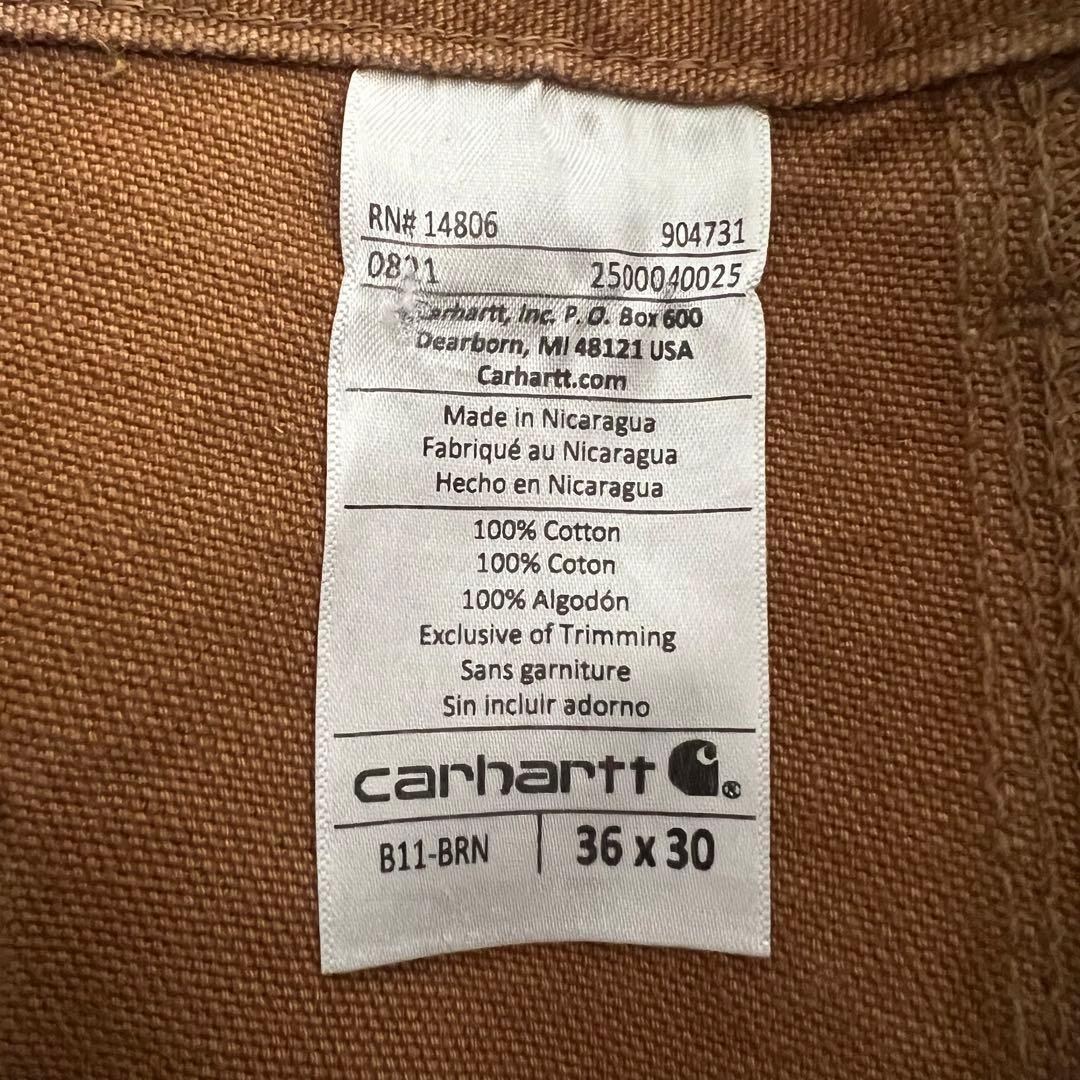 RN# 14806 904731
0821 2500040025
Carhartt, Inc. P.O. Box 600
Dearborn, MI 48121 USA
Carhartt.com
Made in Nicaragua
Fabriqué au Nicaragua
Hecho en Nicaragua
100% Cotton
100% Coton
100% Algodón
Exclusive of Trimming
Sans garniture
Sin incluir adorno
carhartt ®
B11-BRN 36 x 30